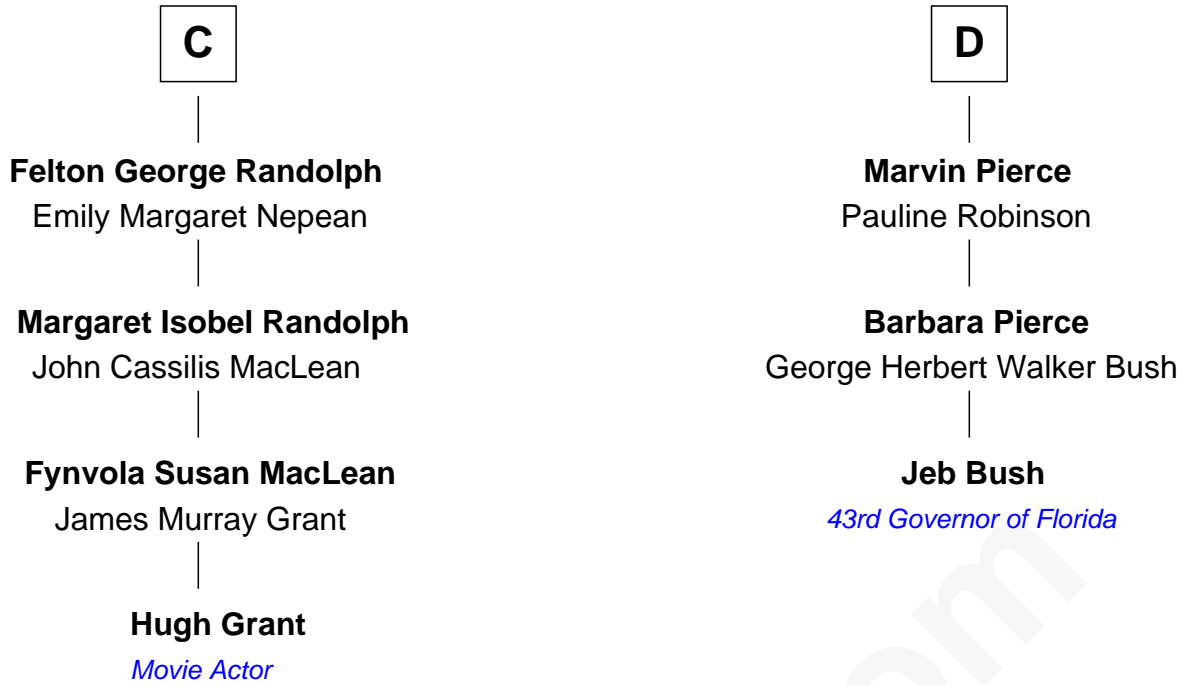 C
Felton George Randolph
Emily Margaret Nepean
Margaret Isobel Randolph
John Cassilis MacLean
Fynvola Susan MacLean
James Murray Grant
Hugh Grant
Movie Actor
D
Marvin Pierce
Pauline Robinson
Barbara Pierce
George Herbert Walker Bush
Jeb Bush
43rd Governor of Florida
om